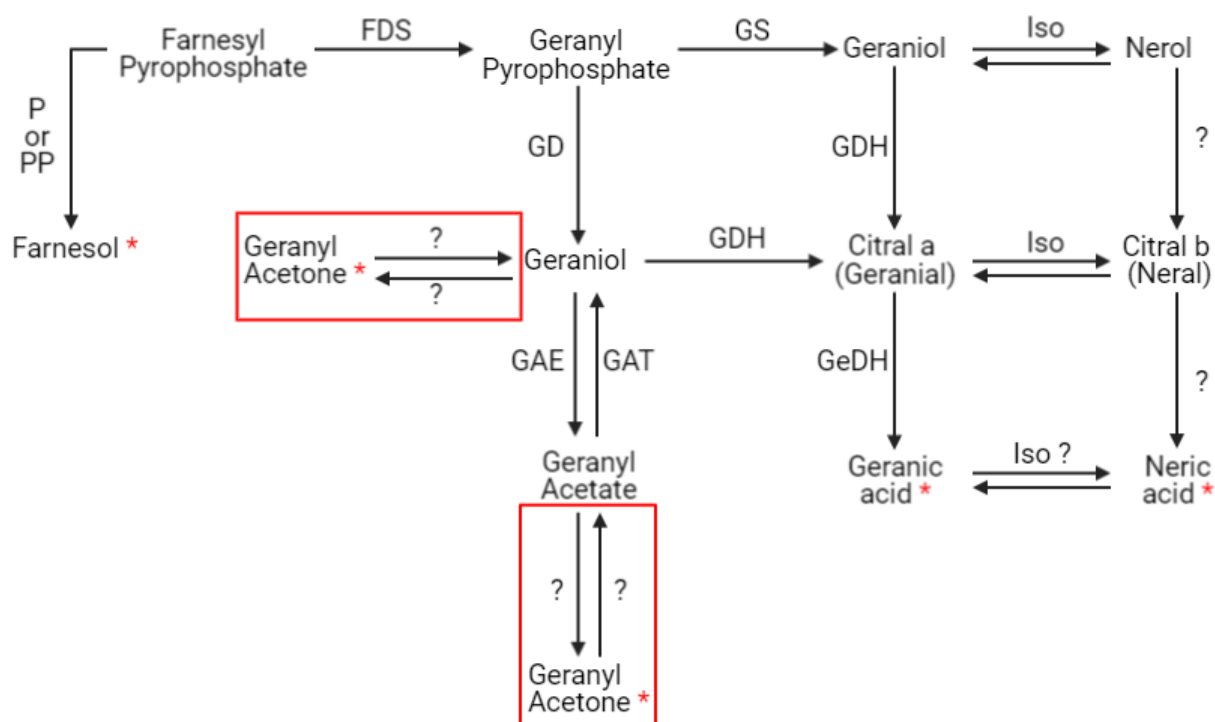 Farnesyl
Pyrophosphate
FDS
Geranyl
Pyrophosphate
GS
Geraniol
Iso
Nerol
P
or
PP
GD
GDH
?
Farnesol *
Geranyl
Acetone *
?
?
Geraniol
GDH
Citral a
(Geranial)
Iso
Citral b
(Neral)
GAE
GAT
GeDH
?
Geranyl
Acetate
Geranic
acid *
Iso ?
Neric
acid *
?
?
Geranyl
Acetone *